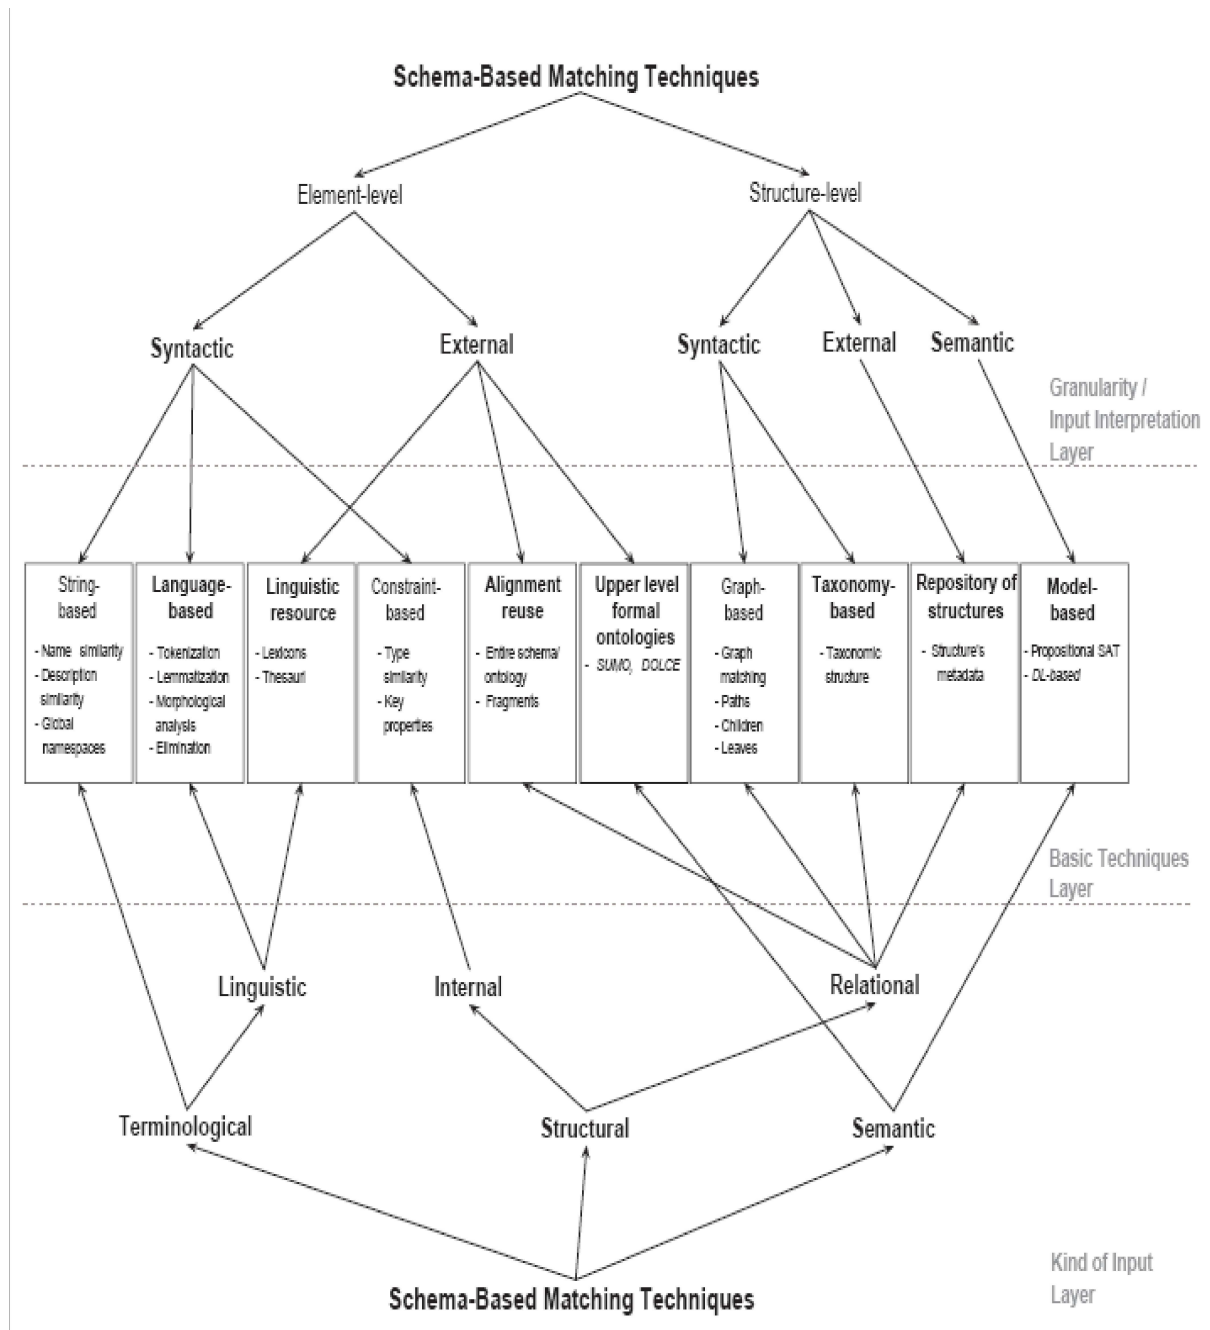 Schema-Based Matching Techniques
Element-level
Structure-level
Syntactic
External
Syntactic
External
Semantic
Granularity /
Input Interpretation
Layer
String-
based
- Name similarity
- Description
similarity
- Global
namespaces
Language-
based
- Tokenization
- Lemmatization
- Morphological
analysis
- Elimination
Linguistic
resource
- Lexicons
- Thesauri
Constraint-
based
- Type
similarity
- Key
properties
Alignment
reuse
- Entire schema/
ontology
- Fragments
Upper level
formal
ontologies
- SUMO, DOLCE
Graph-
based
- Graph
matching
- Paths
- Children
- Leaves
Taxonomy-
based
- Taxonomic
structure
Repository of
structures
- Structure's
metadata
Model-
based
- Propositional SAT
- DL-based
Basic Techniques
Layer
Linguistic
Internal
Relational
Terminological
Structural
Semantic
Kind of Input
Layer
Schema-Based Matching Techniques